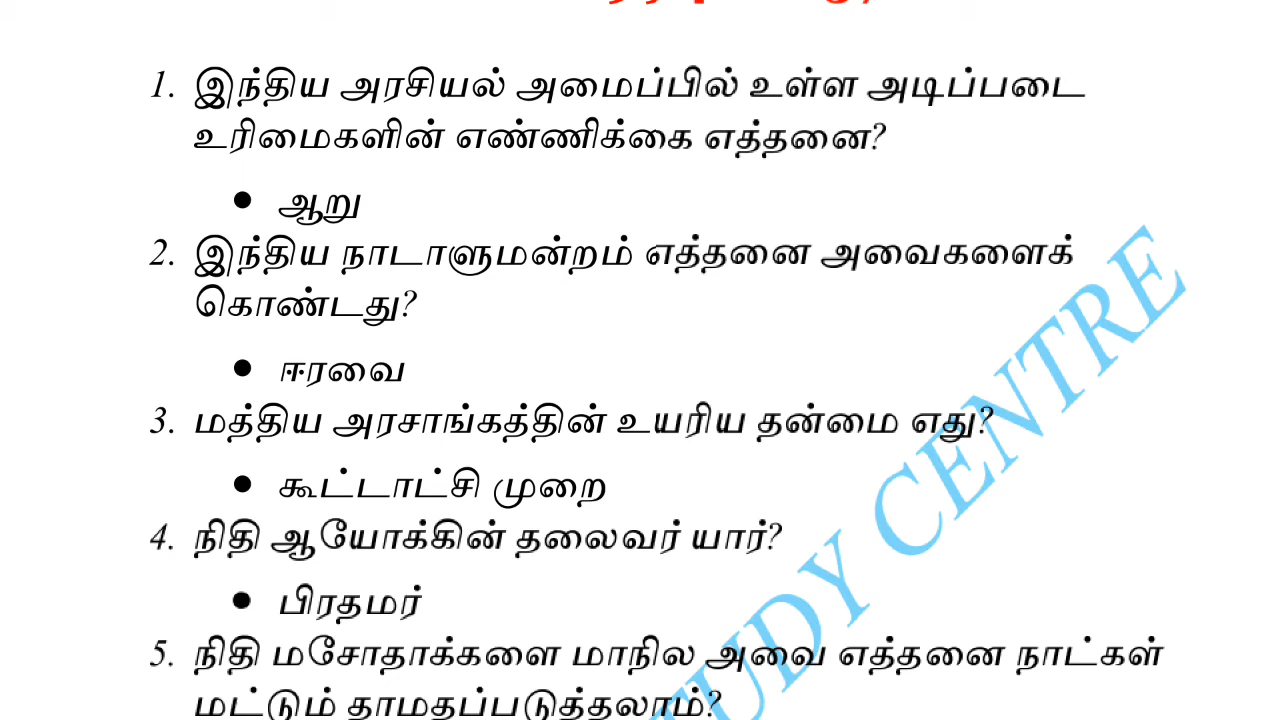 1. இந்திய அரசியல் அமைப்பில் உள்ள அடிப்படை
உரிமைகளின் எண்ணிக்கை எத்தனை?
• ஆறு
2. இந்திய நாடாளுமன்றம் எத்தனை அவைகளைக்
கொண்டது?
• ஈரவை
3. மத்திய அரசாங்கத்தின் உயரிய தன்மை எது?
• கூட்டாட்சி முறை
4. நிதி ஆயோக்கின் தலைவர் யார்?
• பிரதமர்
5. நிதி மசோதாக்களை மாநில அவை எத்தனை நாட்கள்
மட்டும் தாமதப்படுத்தலாம்?
CENTRE